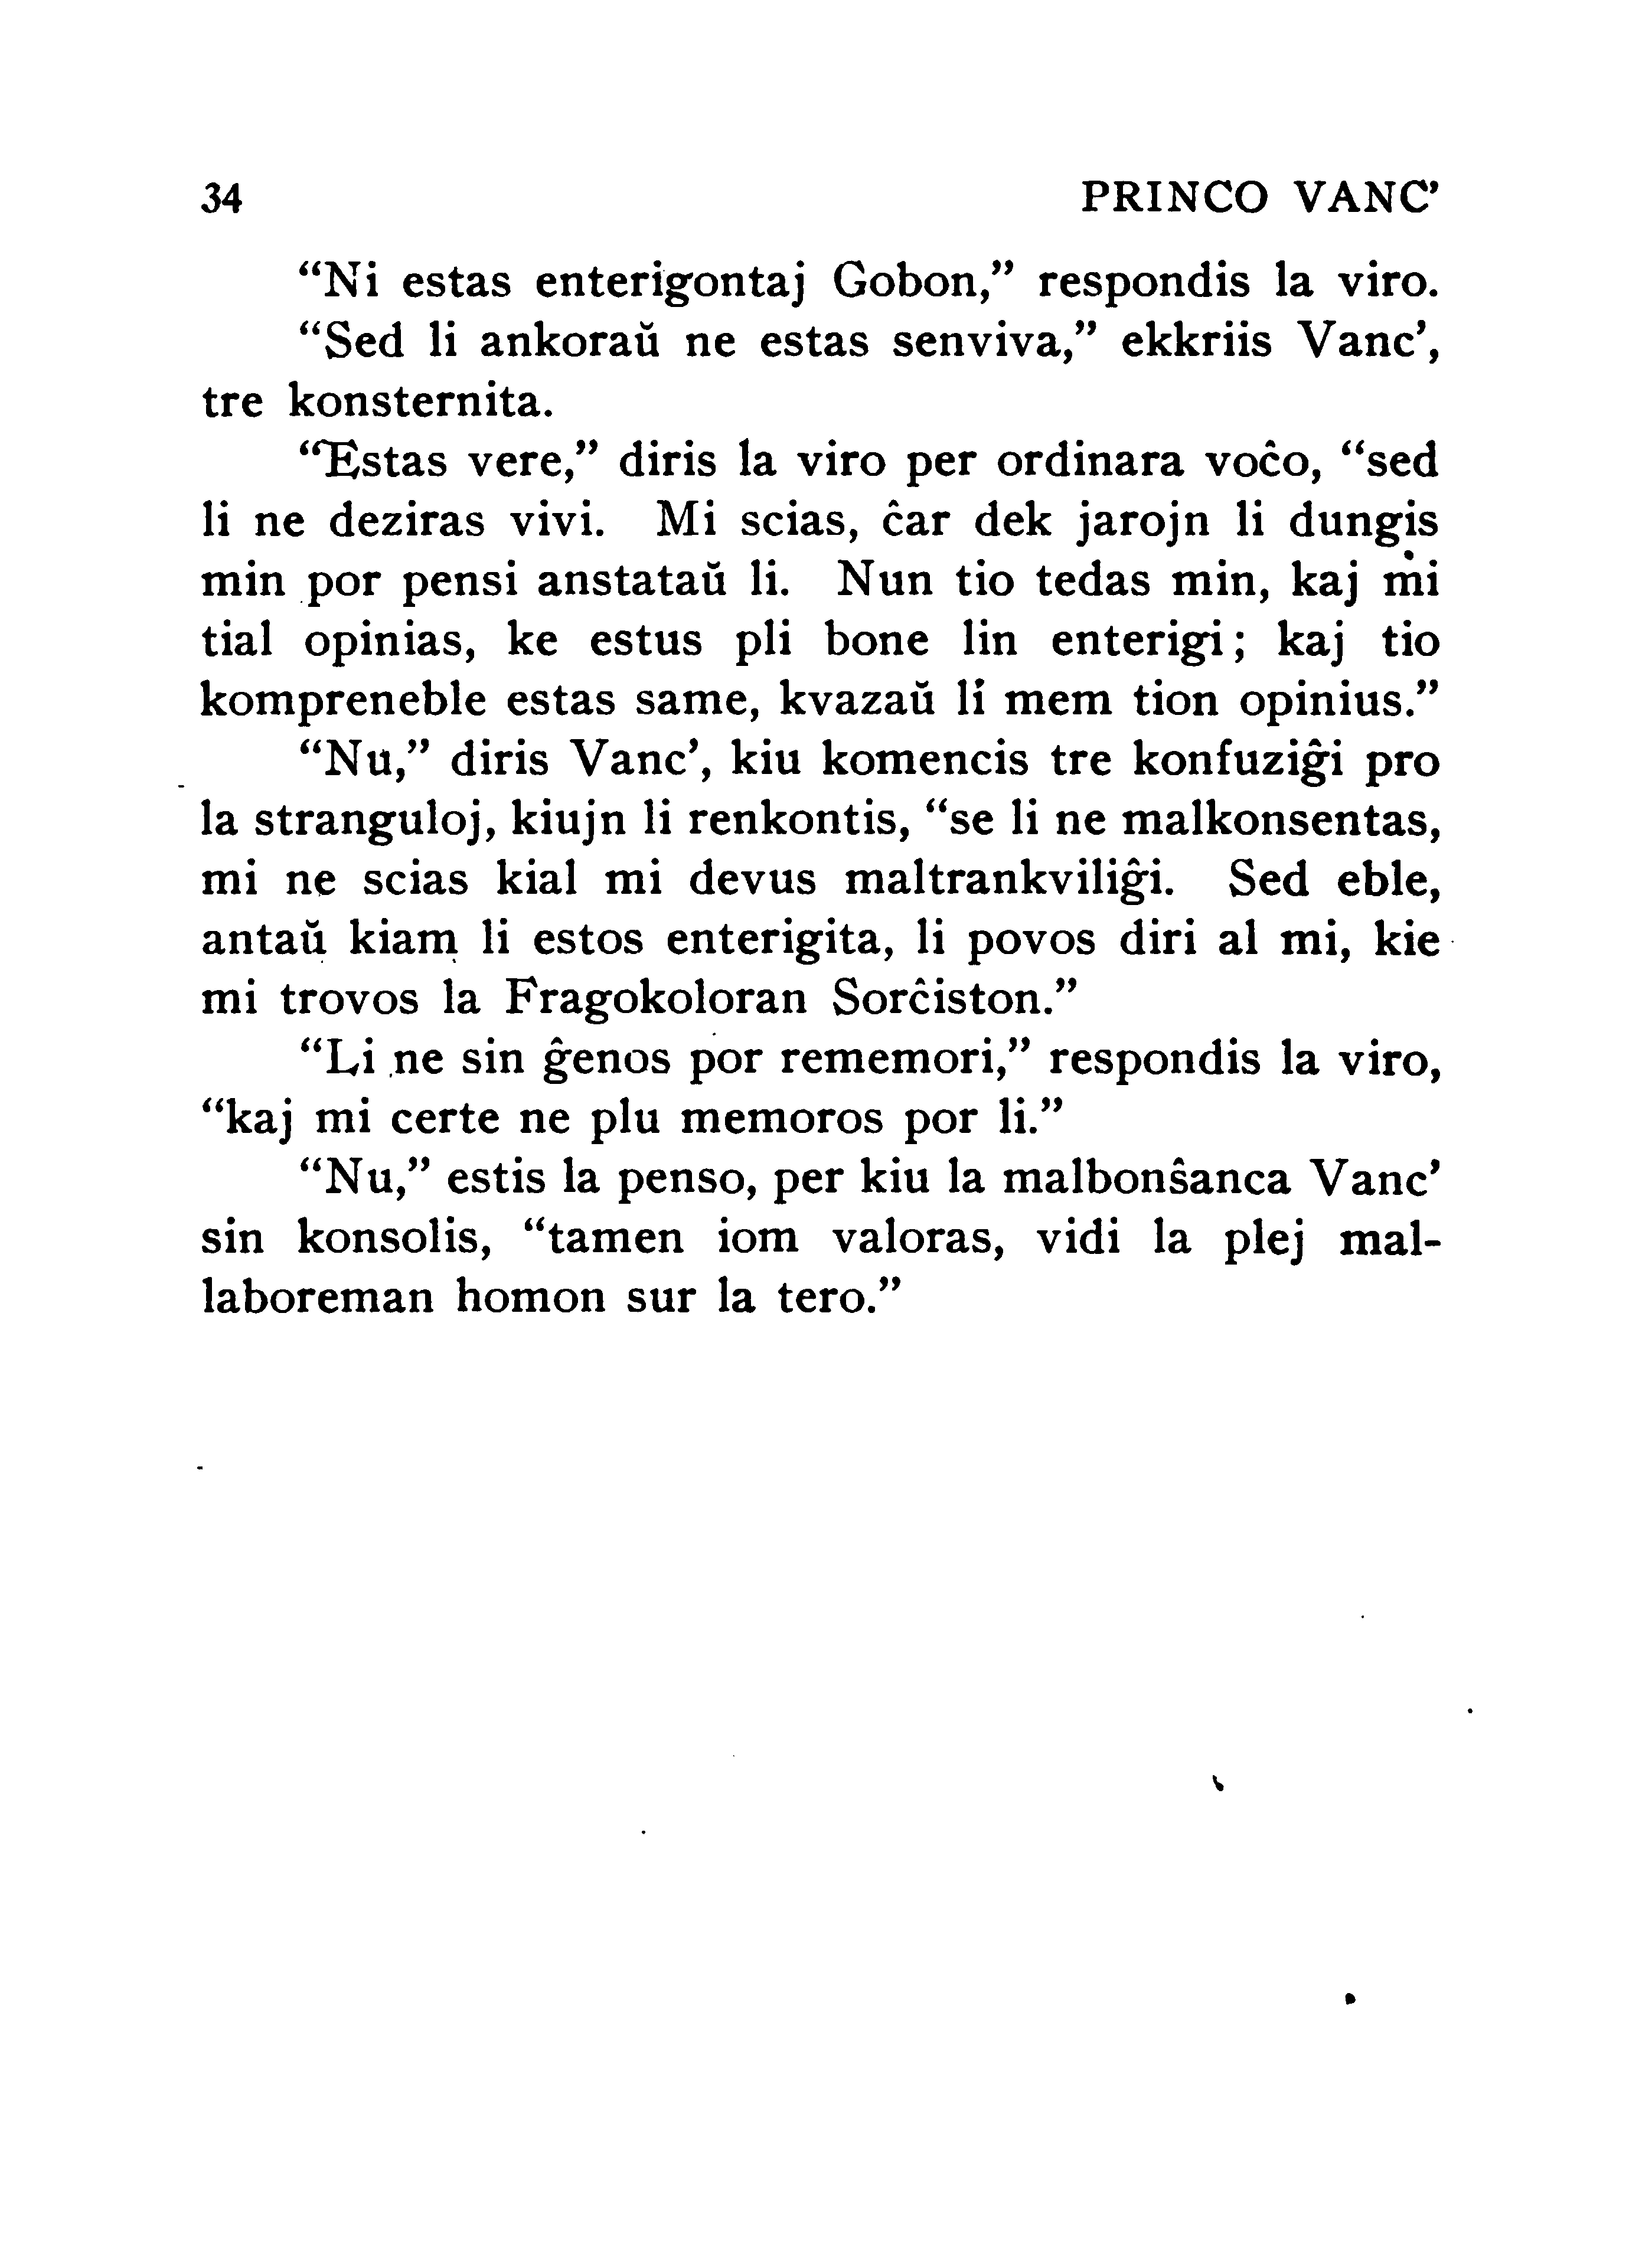 34 PRINCO VANC’
“Ni estas enterigontaj Gobon,” respondis la viro.
“Sed li ankoraŭ ne estas senviva,” ekkriis Vanc’,
tre konsternita.
“Estas vere,” diris la viro per ordinara voĉo, “sed
li ne deziras vivi. Mi scias, ĉar dek jarojn li dungis
min por pensi anstataŭ li. Nun tio tedas min, kaj mi
tial opinias, ke estus pli bone lin enterigi; kaj tio
kompreneble estas same, kvazaŭ li mem tion opinius.”
“Nu,” diris Vanc’, kiu komencis tre konfuziĝi pro
la stranguloj, kiujn li renkontis, “se li ne malkonsentas,
mi ne scias kial mi devus maltrankviliĝi. Sed eble,
antaŭ kiam li estos enterigita, li povos diri al mi, kie
mi trovos la Fragokoloran Sorĉiston.”
“Li ne sin ĝenos por rememori,” respondis la viro,
“kaj mi certe ne plu memoros por li.”
“Nu,” estis la penso, per kiu la malbonŝanca Vanc’
sin konsolis, “tamen iom valoras, vidi la plej mal-
laboreman homon sur la tero.”